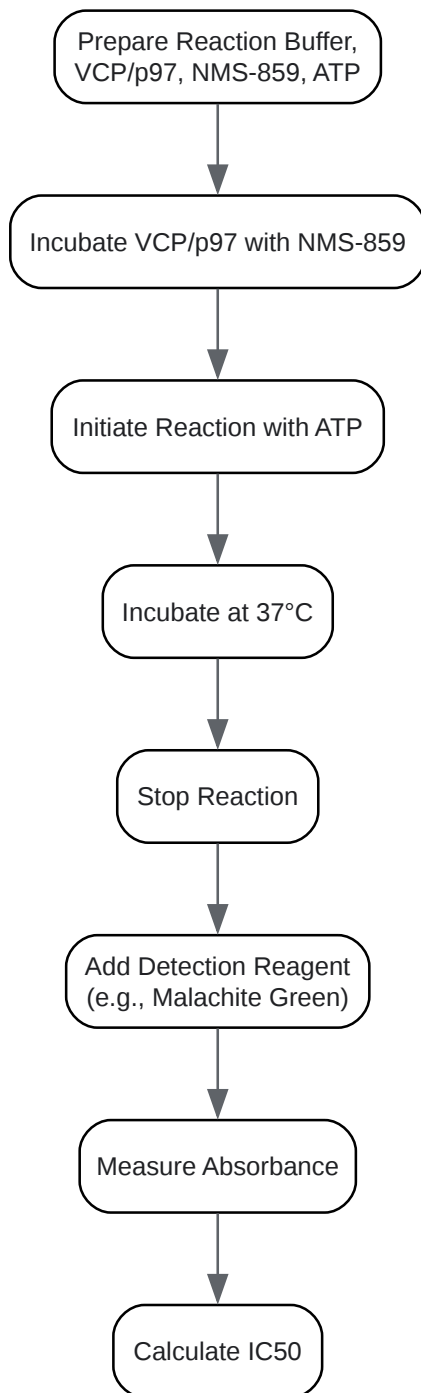 Prepare Reaction Buffer,
VCP/p97, NMS-859, ATP
Incubate VCP/p97 with NMS-859
Initiate Reaction with ATP
Incubate at 37°C
Stop Reaction
Add Detection Reagent
(e.g., Malachite Green)
Measure Absorbance
Calculate IC50